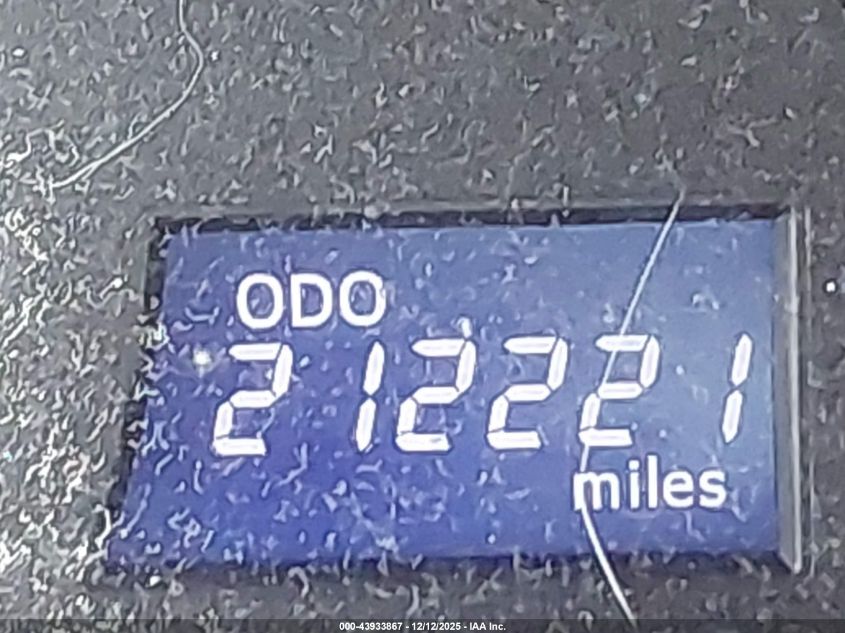 ODO
212221
miles
000-43933867 - 12/12/2025 - IAA Inc.